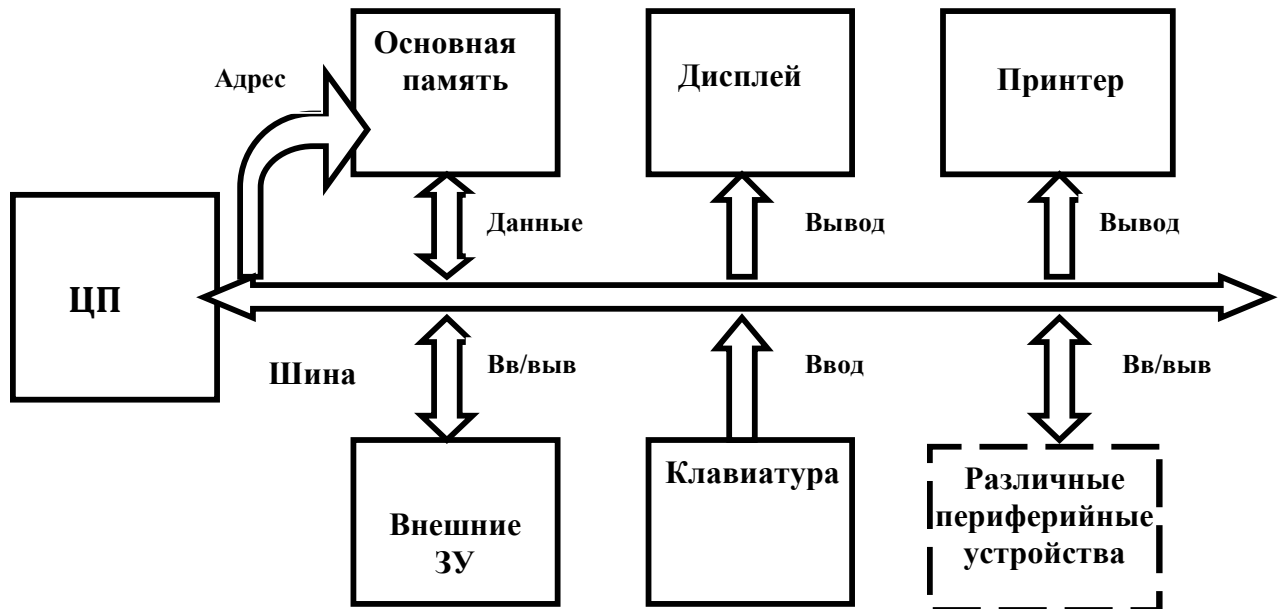 Основная
память
Дисплей
Принтер
Адрес
Данные
Вывод
Вывод
ЦП
Шина
Вв/выв
Ввод
Вв/выв
Внешние
ЗУ
Клавиатура
Различные
периферийные
устройства